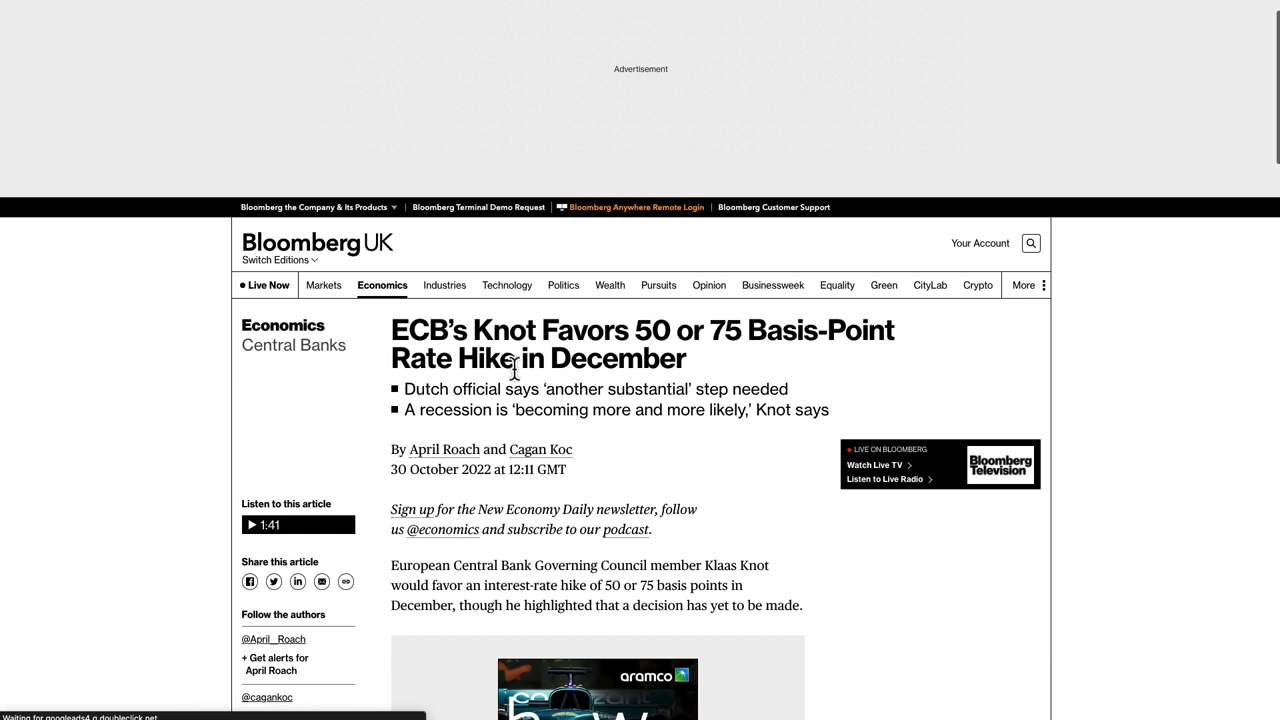 Advertisement
Bloomberg the Company & Its Products
Bloomberg Terminal Demo Request
Bloomberg Anywhere Remote Login
Bloomberg Customer Support
Bloomberg UK
Switch Editions
Your Account
Live Now
Markets
Economics
Industries
Technology
Politics
Wealth
Pursuits
Opinion
Businessweek
Equality
Green
CityLab
Crypto
More
Economics
Central Banks
ECB's Knot Favors 50 or 75 Basis-Point
Rate Hike in December
Dutch official says 'another substantial' step needed
A recession is 'becoming more and more likely,' Knot says
By April Roach and Cagan Koc
30 October 2022 at 12:11 GMT
LIVE ON BLOOMBERG
Watch Live TV
Listen to Live Radio
Bloomberg
Television
Listen to this article
1:41
Share this article
Follow the authors
@April_Roach
+ Get alerts for
April Roach
@cagankoc
Sign up for the New Economy Daily newsletter, follow
us @economics and subscribe to our podcast.
European Central Bank Governing Council member Klaas Knot
would favor an interest-rate hike of 50 or 75 basis points in
December, though he highlighted that a decision has yet to be made.
aramco
Waiting for googleads4.g.doubleclick.net